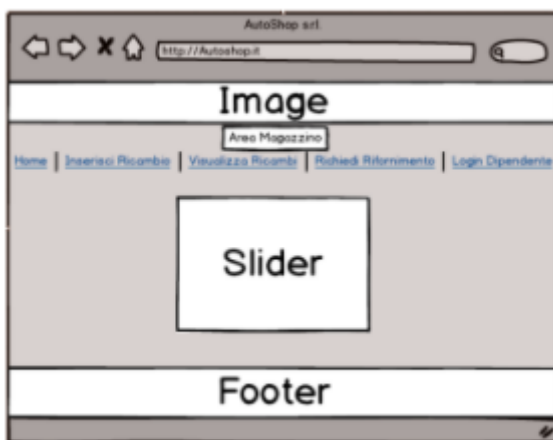 AutoShop s.r.l.
http://Autoshop.it
Image
Area Magazzino
Home | Inserisci Ricambio | Visualizza Ricambi | Richiedi Rifornimento | Login Dipendente
Slider
Footer